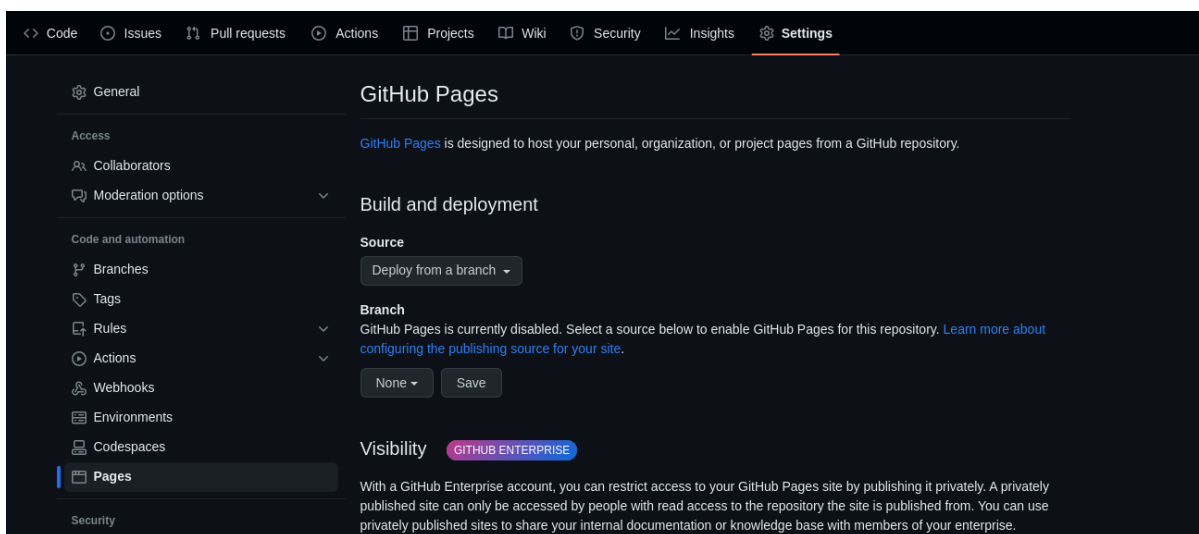 Code Issues Pull requests Actions Projects Wiki Security Insights Settings
General
Access
Collaborators
Moderation options
Code and automation
Branches
Tags
Rules
Actions
Webhooks
Environments
Codespaces
Pages
Security
GitHub Pages
GitHub Pages is designed to host your personal, organization, or project pages from a GitHub repository.
Build and deployment
Source
Deploy from a branch
Branch
GitHub Pages is currently disabled. Select a source below to enable GitHub Pages for this repository. Learn more about
configuring the publishing source for your site.
None Save
Visibility GITHUB ENTERPRISE
With a GitHub Enterprise account, you can restrict access to your GitHub Pages site by publishing it privately. A privately
published site can only be accessed by people with read access to the repository the site is published from. You can use
privately published sites to share your internal documentation or knowledge base with members of your enterprise.